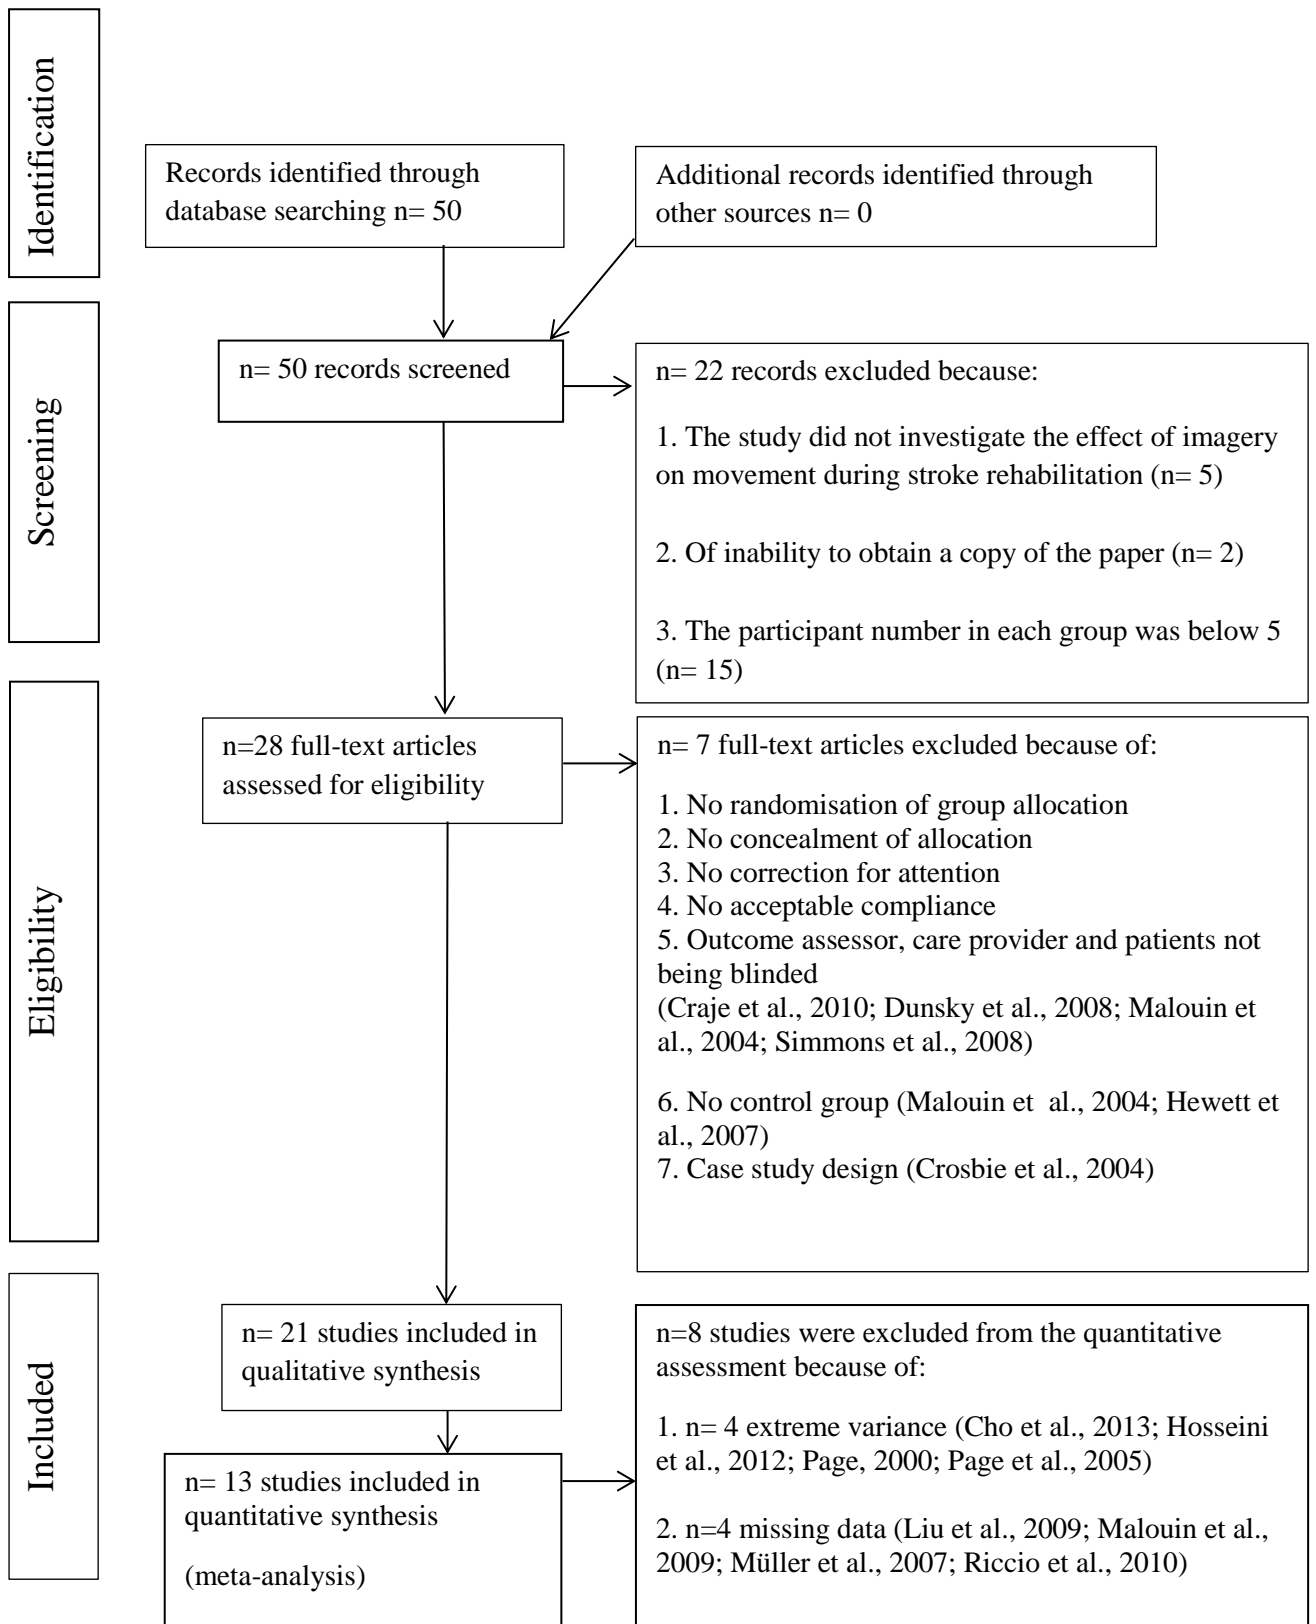 Identification
Records identified through
database searching n= 50
Additional records identified through
other sources n= 0
Screening
n= 50 records screened
n= 22 records excluded because:
1. The study did not investigate the effect of imagery
on movement during stroke rehabilitation (n= 5)
2. Of inability to obtain a copy of the paper (n= 2)
3. The participant number in each group was below 5
(n= 15)
Eligibility
n=28 full-text articles
assessed for eligibility
n= 7 full-text articles excluded because of:
1. No randomisation of group allocation
2. No concealment of allocation
3. No correction for attention
4. No acceptable compliance
5. Outcome assessor, care provider and patients not
being blinded
(Craje et al., 2010; Dunsky et al., 2008; Malouin et
al., 2004; Simmons et al., 2008)
6. No control group (Malouin et al., 2004; Hewett et
al., 2007)
7. Case study design (Crosbie et al., 2004)
Included
n= 21 studies included in
qualitative synthesis
n=8 studies were excluded from the quantitative
assessment because of:
1. n= 4 extreme variance (Cho et al., 2013; Hosseini
et al., 2012; Page, 2000; Page et al., 2005)
2. n=4 missing data (Liu et al., 2009; Malouin et al.,
2009; Müller et al., 2007; Riccio et al., 2010)
n= 13 studies included in
quantitative synthesis
(meta-analysis)